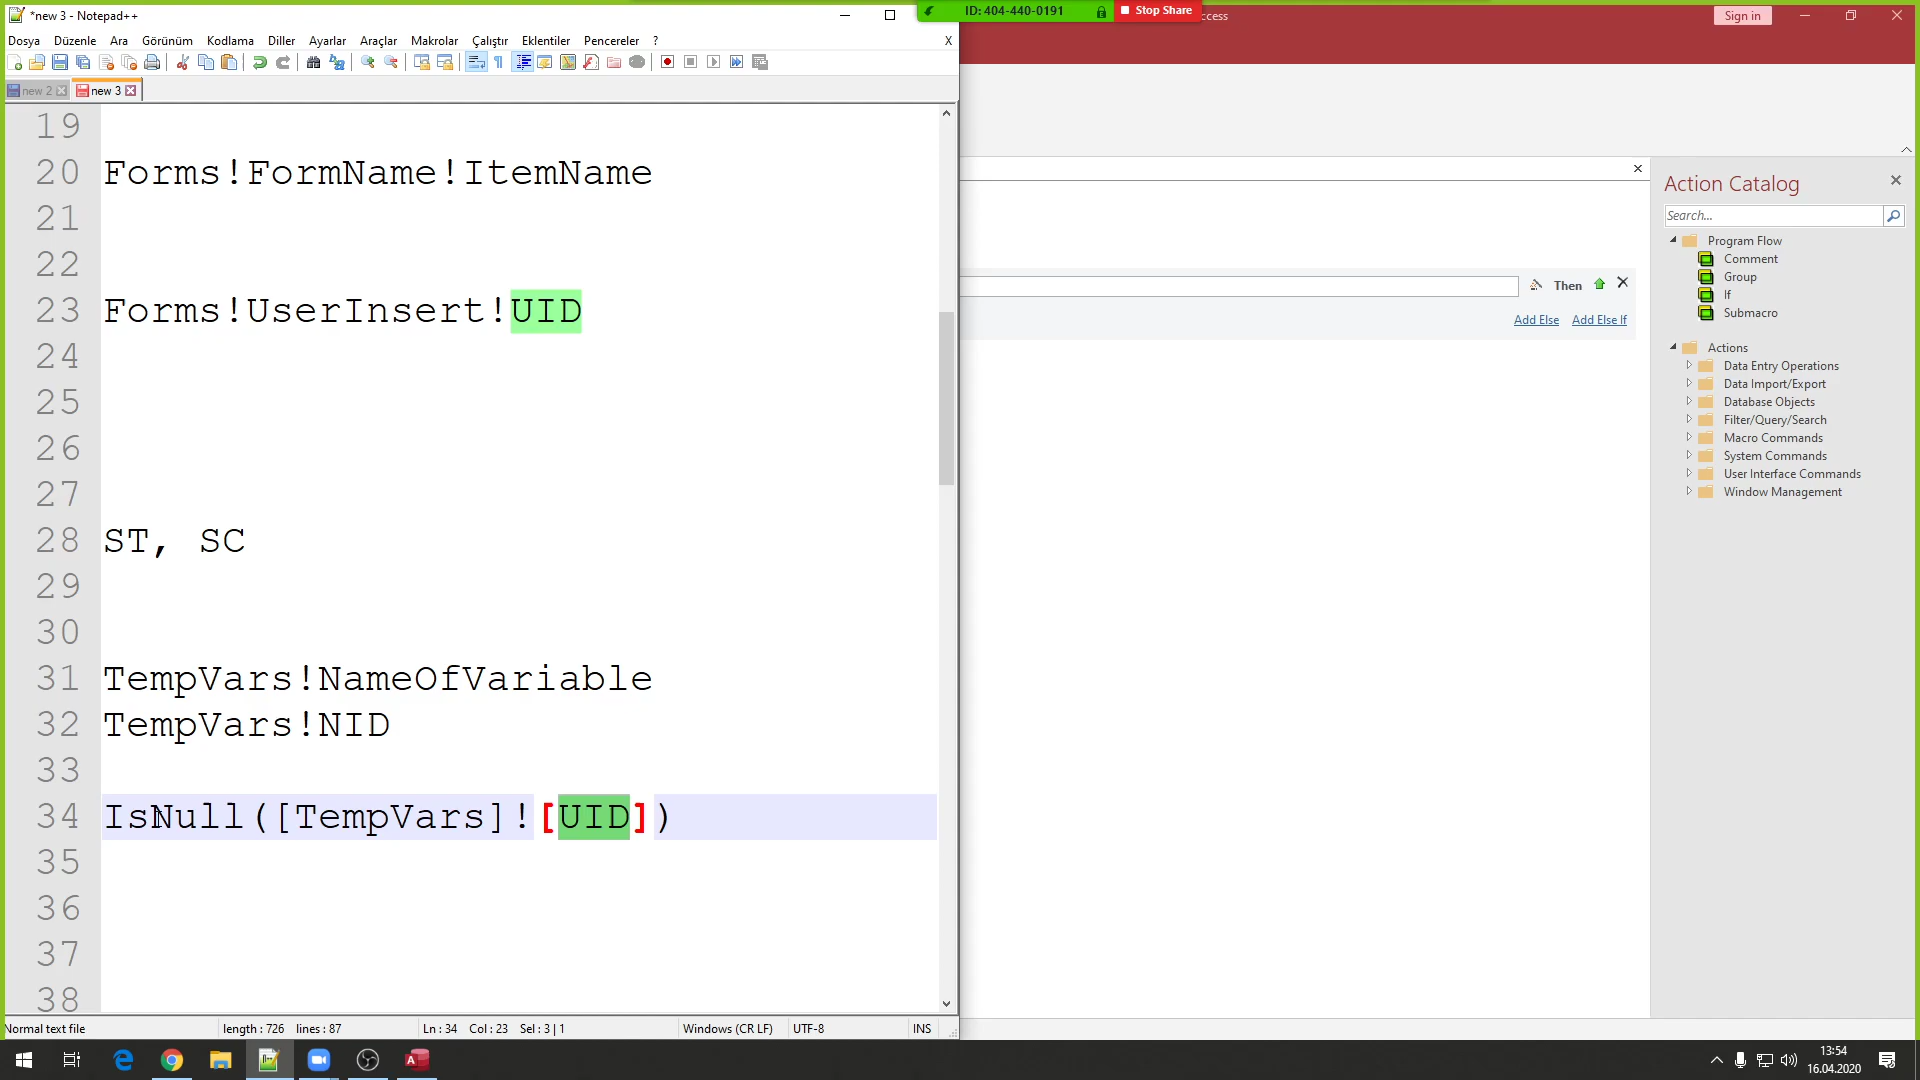 *new 3 - Notepad++
ID: 404-440-0191
Stop Share
ccess
Sign in
Dosya Düzenle Ara Görünüm Kodlama Diller Ayarlar Araçlar Makrolar Çalıştır Eklentiler Pencereler ? X
new 2 new 3
19
20 Forms!FormName!ItemName
21
22
23 Forms!UserInsert!UID
24
25
26
27
28 ST, SC
29
30
31 TempVars!NameOfVariable
32 TempVars!NID
33
34 IsNull([TempVars]![UID])
35
36
37
38
Then
Add Else Add Else If
Action Catalog
Search...
Program Flow
Comment
Group
If
Submacro
Actions
Data Entry Operations
Data Import/Export
Database Objects
Filter/Query/Search
Macro Commands
System Commands
User Interface Commands
Window Management
Normal text file length : 726 lines : 87 Ln : 34 Col : 23 Sel : 3 | 1 Windows (CR LF) UTF-8 INS
13:54
16.04.2020